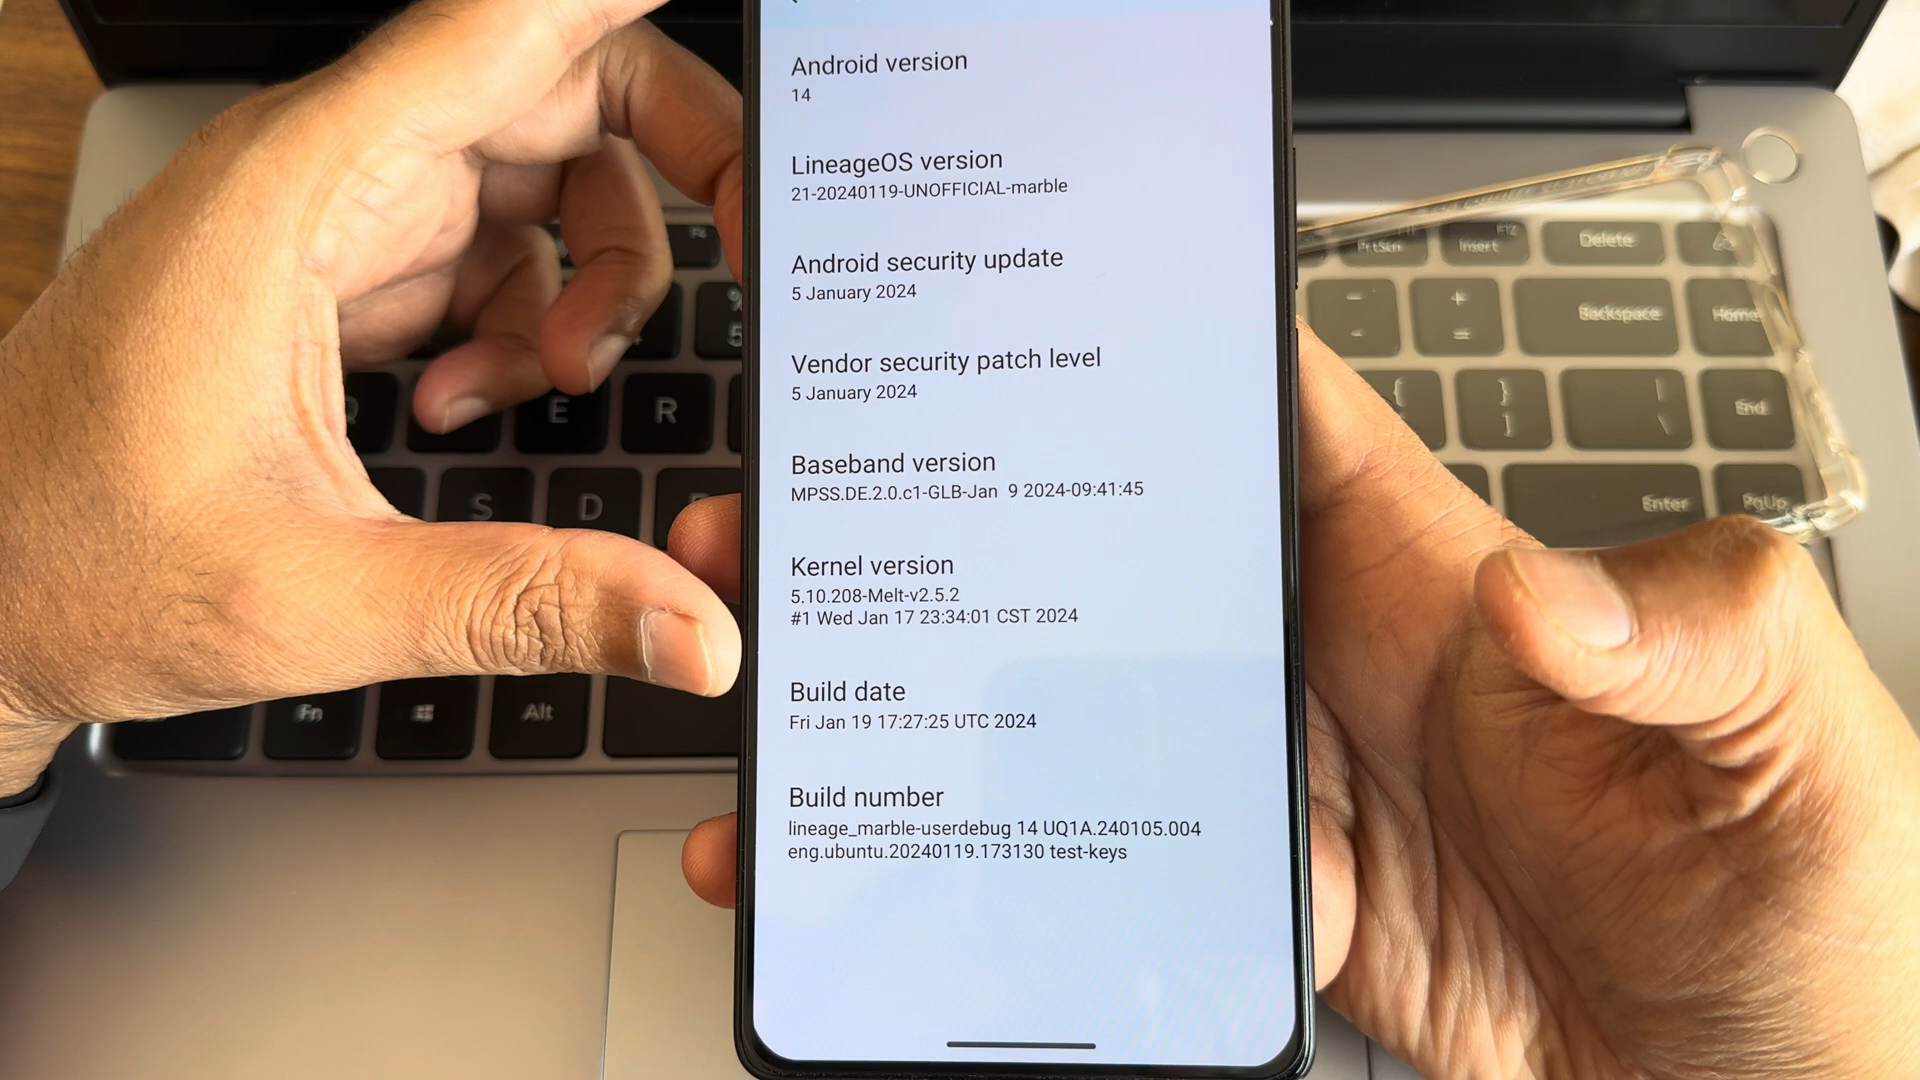 Android version
14
LineageOS version
21-20240119-UNOFFICIAL-marble
Android security update
5 January 2024
Vendor security patch level
5 January 2024
Baseband version
MPSS.DE.2.0.c1-GLB-Jan  9 2024-09:41:45
Kernel version
5.10.208-Melt-v2.5.2
#1 Wed Jan 17 23:34:01 CST 2024
Build date
Fri Jan 19 17:27:25 UTC 2024
Build number
lineage_marble-userdebug 14 UQ1A.240105.004
eng.ubuntu.20240119.173130 test-keys
F6
PrtScn
F12
Insert
Delete
% 5
- -
+ =
Backspace
Home
Q
E
R
{
} ]
| \
End
S
D
Enter
PgUp
Fn
Alt